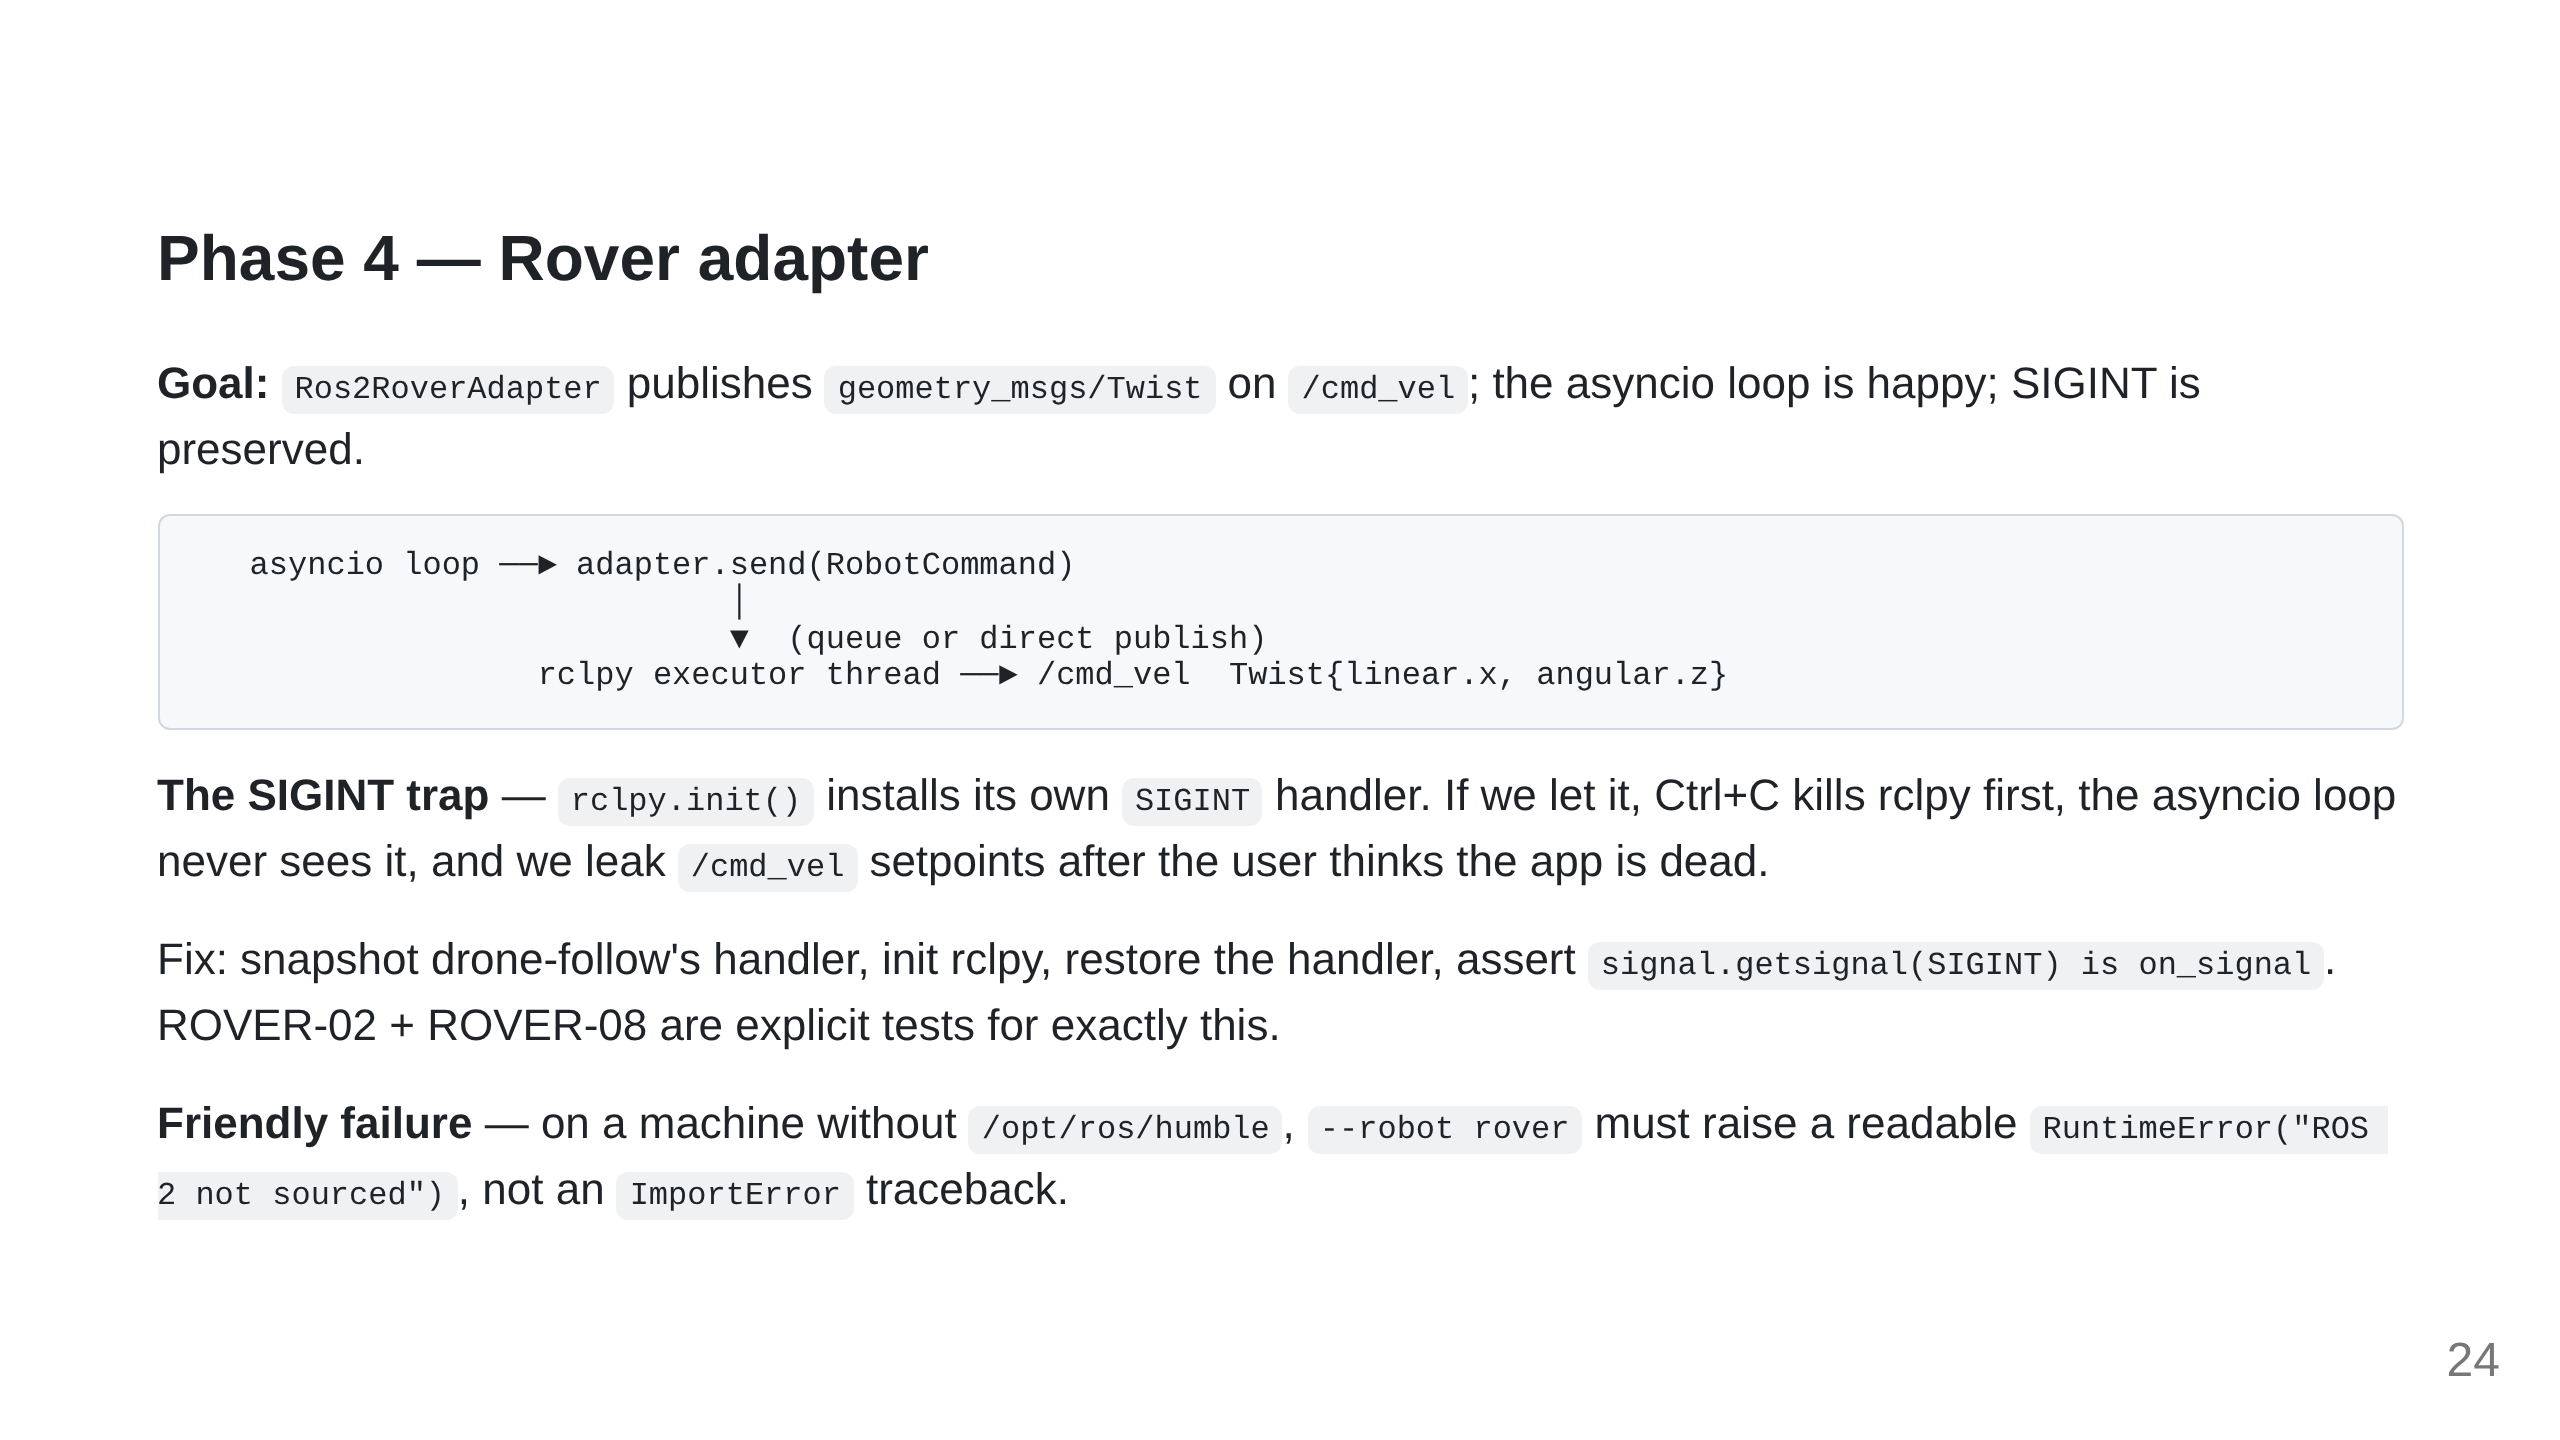 Phase 4 — Rover adapter
Goal: Ros2RoverAdapter publishes geometry_msgs/Twist on /cmd_vel; the asyncio loop is happy; SIGINT is
preserved.
asyncio loop ──► adapter.send(RobotCommand)
│
▼  (queue or direct publish)
rclpy executor thread ──► /cmd_vel  Twist{linear.x, angular.z}
The SIGINT trap — rclpy.init() installs its own SIGINT handler. If we let it, Ctrl+C kills rclpy first, the asyncio loop
never sees it, and we leak /cmd_vel setpoints after the user thinks the app is dead.
Fix: snapshot drone-follow's handler, init rclpy, restore the handler, assert signal.getsignal(SIGINT) is on_signal.
ROVER-02 + ROVER-08 are explicit tests for exactly this.
Friendly failure — on a machine without /opt/ros/humble, --robot rover must raise a readable RuntimeError("ROS
2 not sourced"), not an ImportError traceback.
24